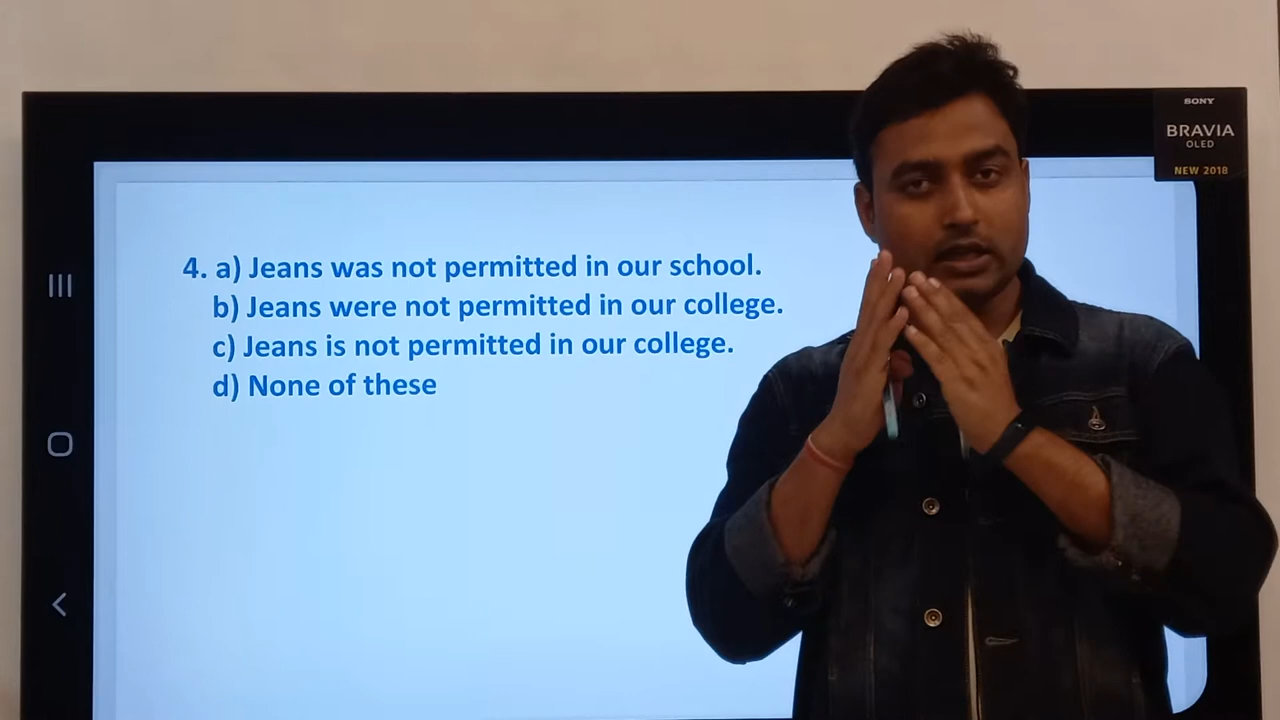 SONY
BRAVIA
OLED
NEW 2018
4. a) Jeans was not permitted in our school.
b) Jeans were not permitted in our college.
c) Jeans is not permitted in our college.
d) None of these